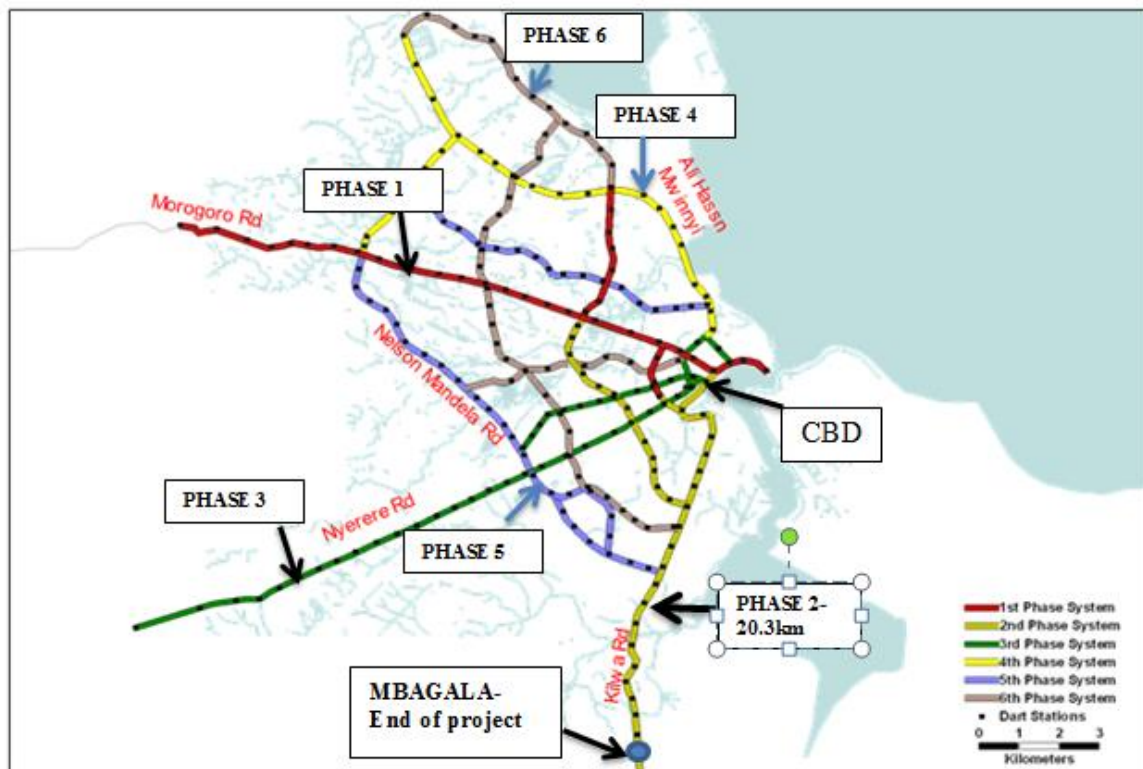 PHASE 6
PHASE 4
Ali Hassn
Mwinnyi
PHASE 1
Morogoro Rd
Nelson Mandela Rd
CBD
PHASE 3
Nyerere Rd
PHASE 5
PHASE 2-
20.3km
Kilwa Rd
MBAGALA-
End of project
1st Phase System
2nd Phase System
3rd Phase System
4th Phase System
5th Phase System
6th Phase System
Dart Stations
0 1 2 3
Kilometers